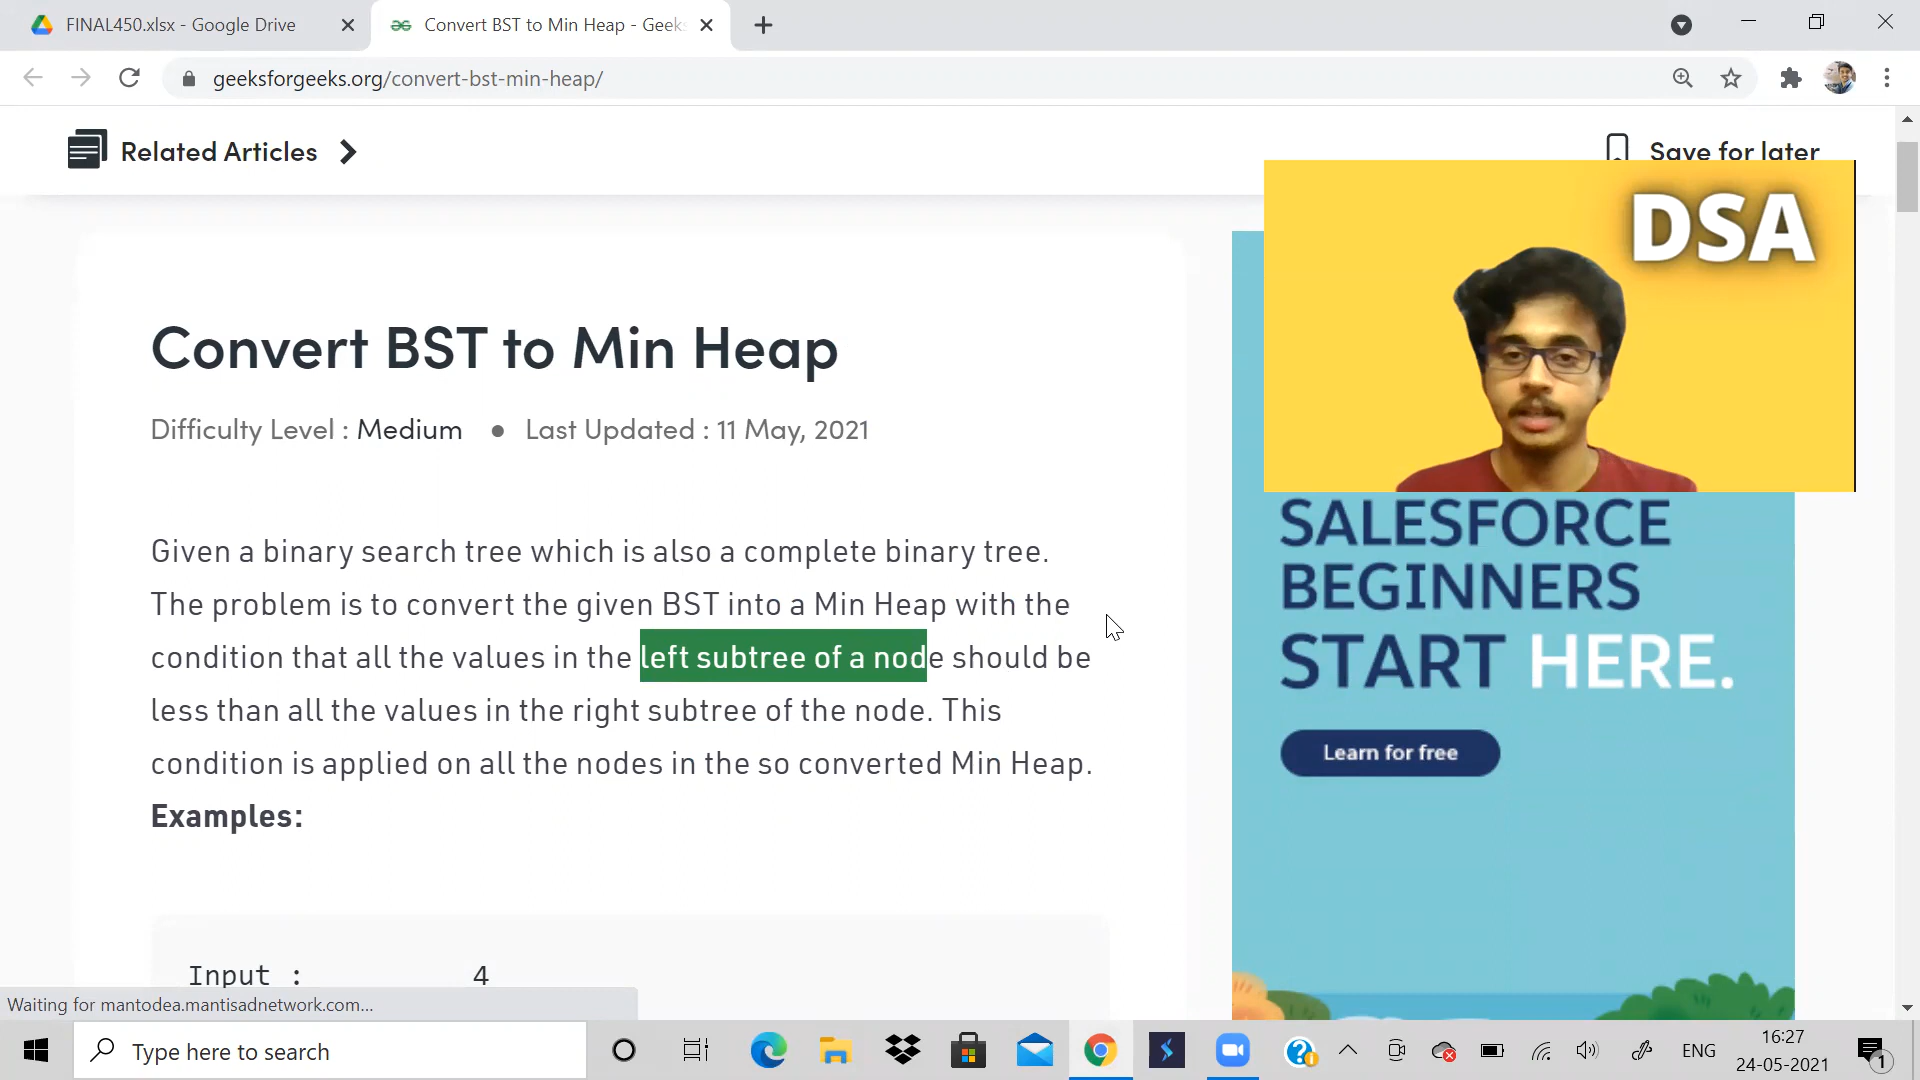 FINAL450.xlsx - Google Drive
Convert BST to Min Heap - Geeks
geeksforgeeks.org/convert-bst-min-heap/
Related Articles
Save for later
DSA
Convert BST to Min Heap
Difficulty Level : Medium ● Last Updated : 11 May, 2021
Given a binary search tree which is also a complete binary tree.
The problem is to convert the given BST into a Min Heap with the
condition that all the values in the left subtree of a node should be
less than all the values in the right subtree of the node. This
condition is applied on all the nodes in the so converted Min Heap.
Examples:
Input : 4
SALESFORCE
BEGINNERS
START HERE.
Learn for free
Waiting for mantodea.mantisadnetwork.com...
Type here to search
ENG
16:27
24-05-2021
1